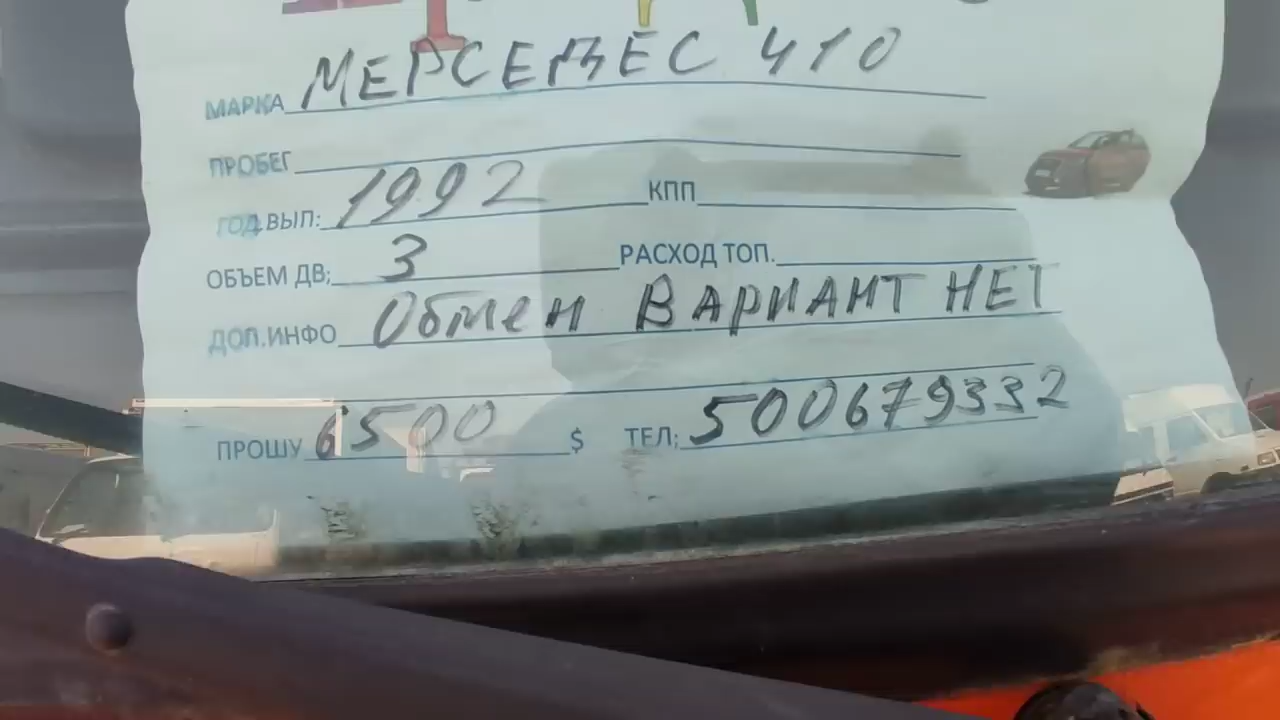 МАРКА МЕРСЕДЕС 410
ПРОБЕГ
ГОД.ВЫП: 1992 КПП
ОБЪЕМ ДВ; 3 РАСХОД ТОП.
ДОП.ИНФО Обмен ВАРИАНТ НЕТ
ПРОШУ 6500 $ ТЕЛ; 500679332